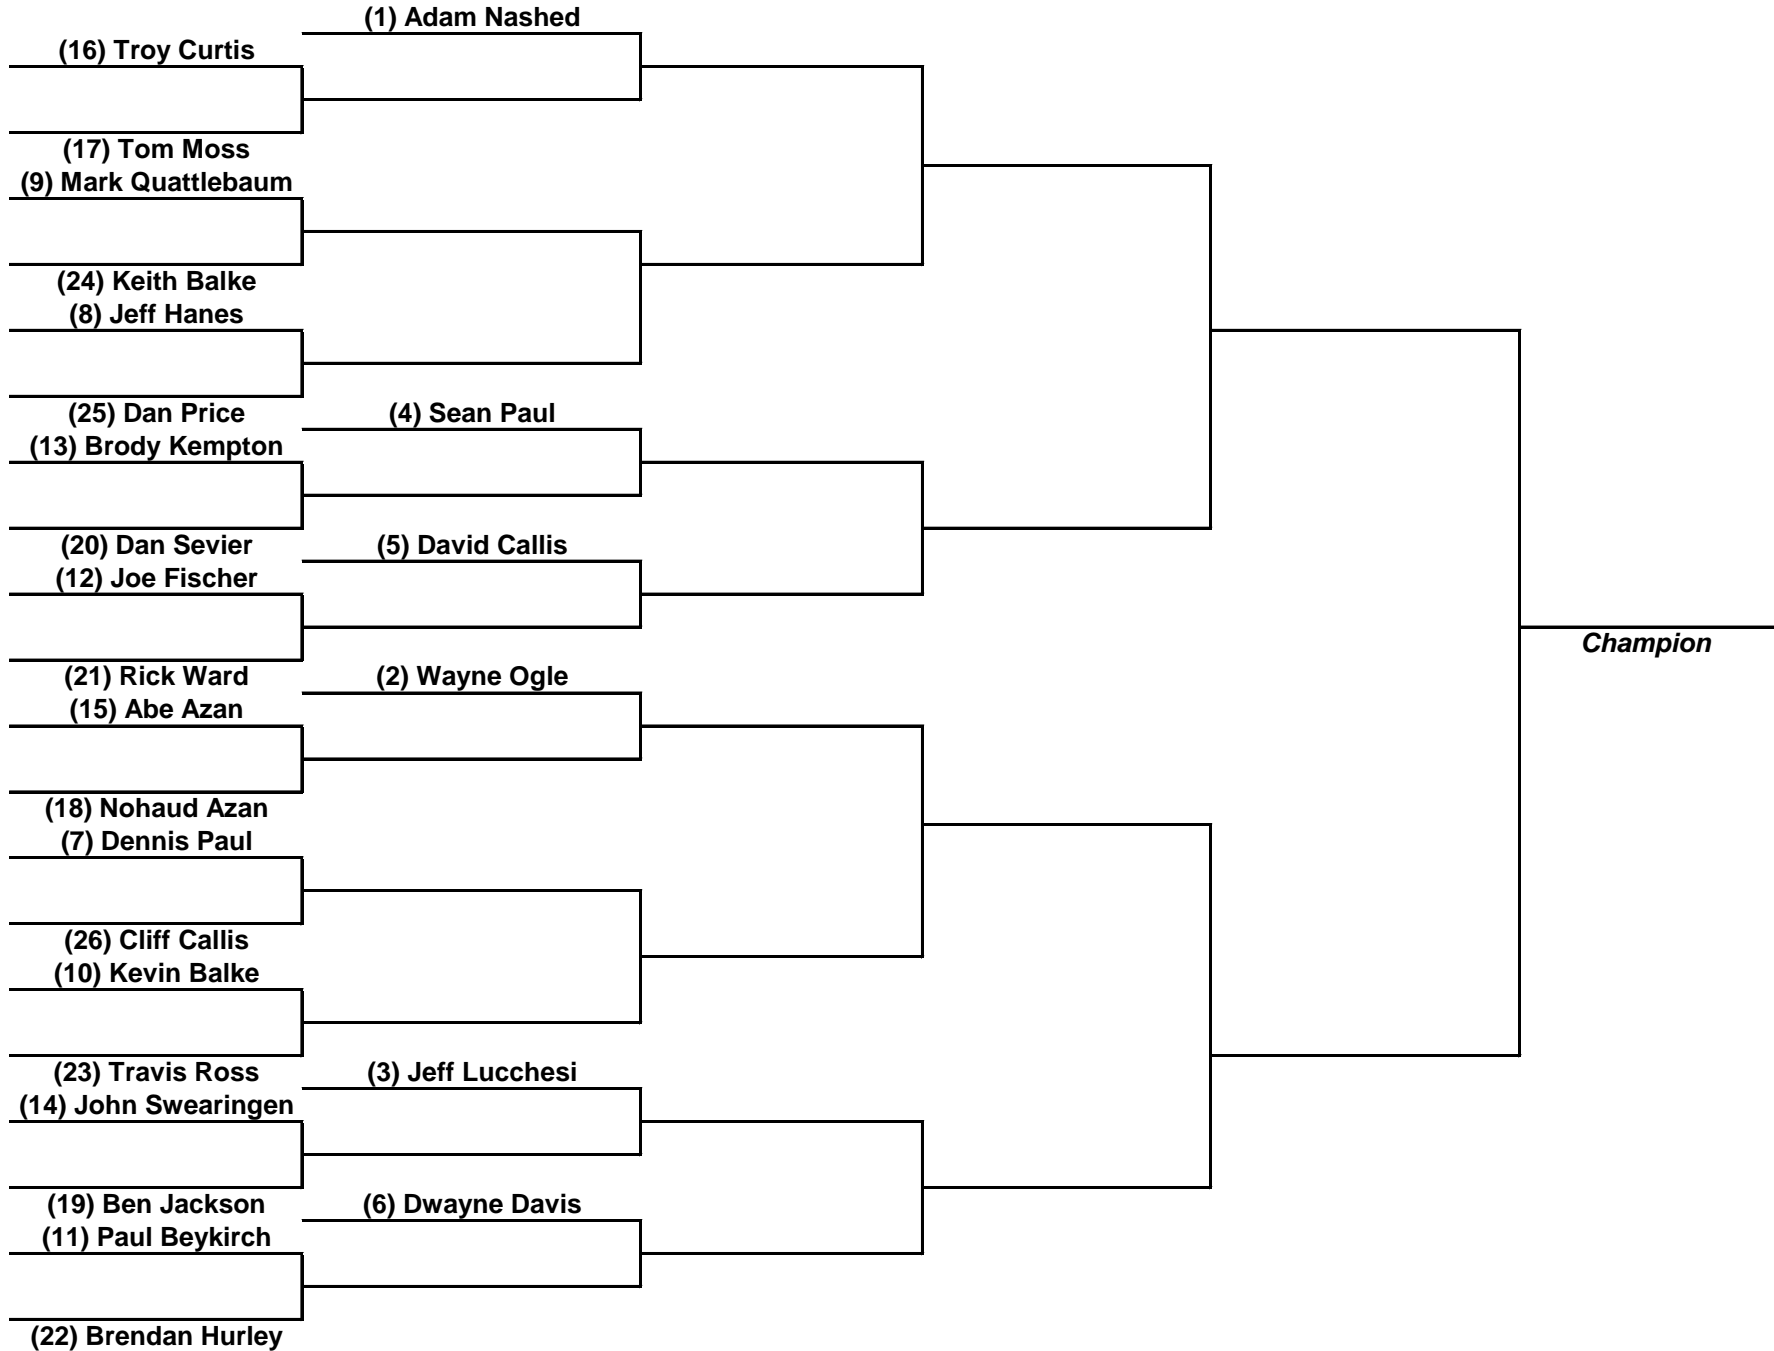 (1) Adam Nashed
(16) Troy Curtis
(17) Tom Moss
(9) Mark Quattlebaum
(24) Keith Balke
(8) Jeff Hanes
(25) Dan Price
(4) Sean Paul
(13) Brody Kempton
(20) Dan Sevier
(5) David Callis
(12) Joe Fischer
Champion
(21) Rick Ward
(2) Wayne Ogle
(15) Abe Azan
(18) Nohaud Azan
(7) Dennis Paul
(26) Cliff Callis
(10) Kevin Balke
(23) Travis Ross
(3) Jeff Lucchesi
(14) John Swearingen
(19) Ben Jackson
(6) Dwayne Davis
(11) Paul Beykirch
(22) Brendan Hurley